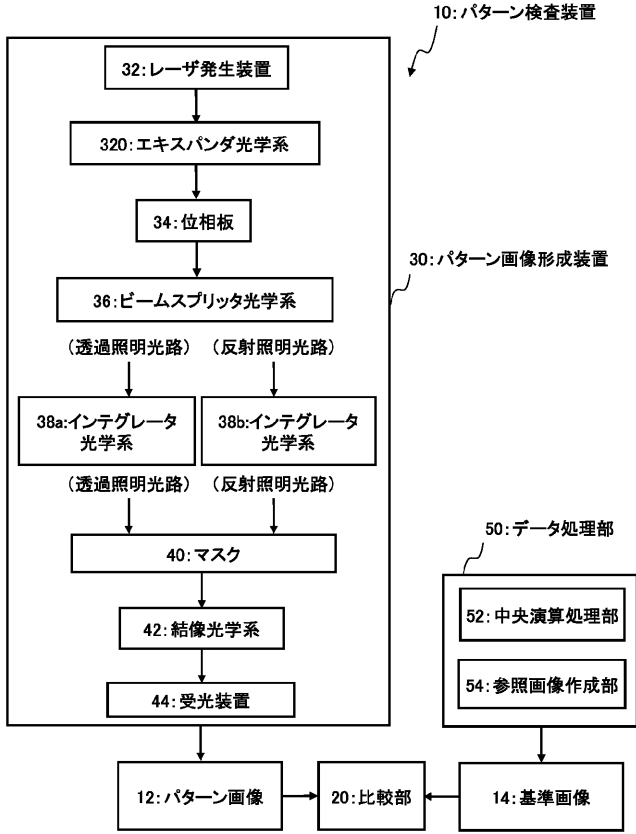 10:パターン検査装置
32:レーザ発生装置
320:エキスパンダ光学系
34:位相板
30:パターン画像形成装置
36:ビームスプリッタ光学系
(透過照明光路) (反射照明光路)
38a:インテグレータ
光学系
38b:インテグレータ
光学系
(透過照明光路) (反射照明光路)
50:データ処理部
40:マスク
52:中央演算処理部
42:結像光学系
54:参照画像作成部
44:受光装置
12:パターン画像
20:比較部
14:基準画像